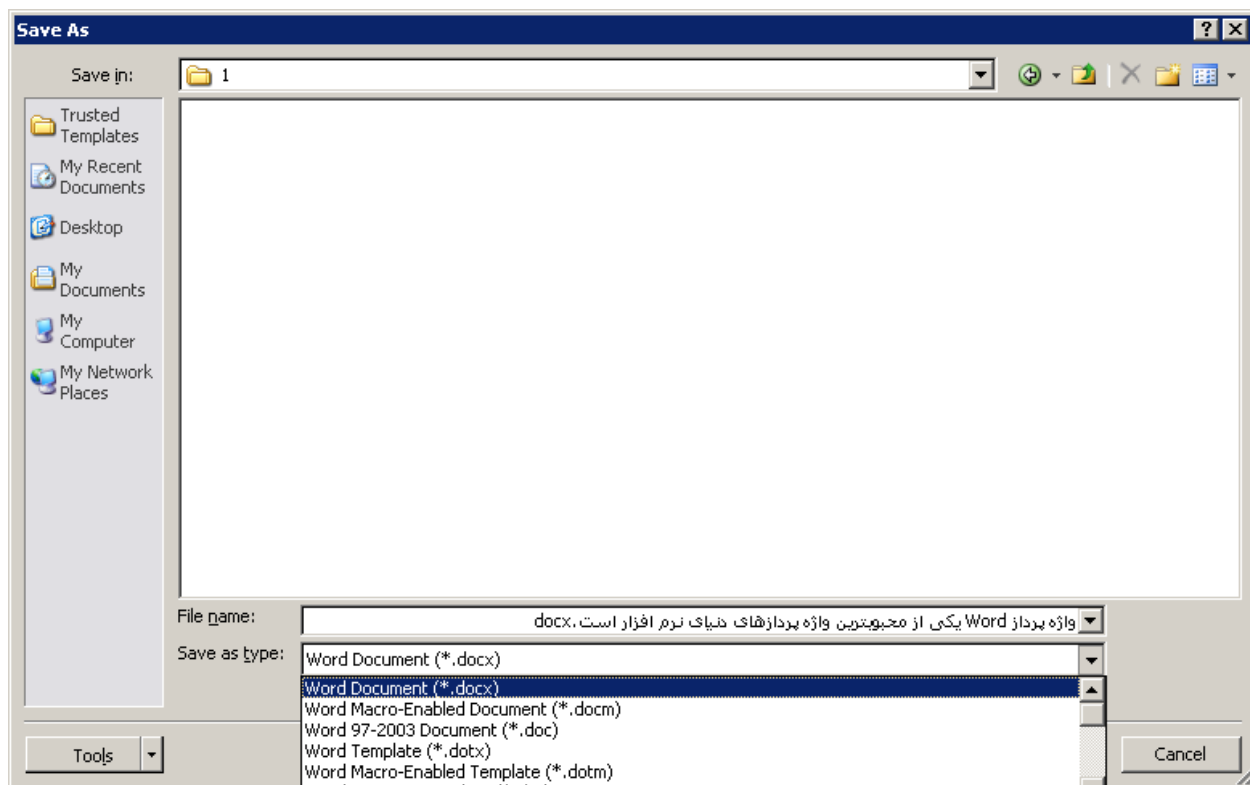 Save As
Save in:
1
Trusted
Templates
My Recent
Documents
Desktop
My
Documents
My
Computer
My Network
Places
File name:
واژه پرداز Word یکی از محبوبترین واژه پردازهای دنیای نرم افزار است.docx
Save as type:
Word Document (*.docx)
Word Document (*.docx)
Word Macro-Enabled Document (*.docm)
Word 97-2003 Document (*.doc)
Word Template (*.dotx)
Word Macro-Enabled Template (*.dotm)
Tools
Cancel